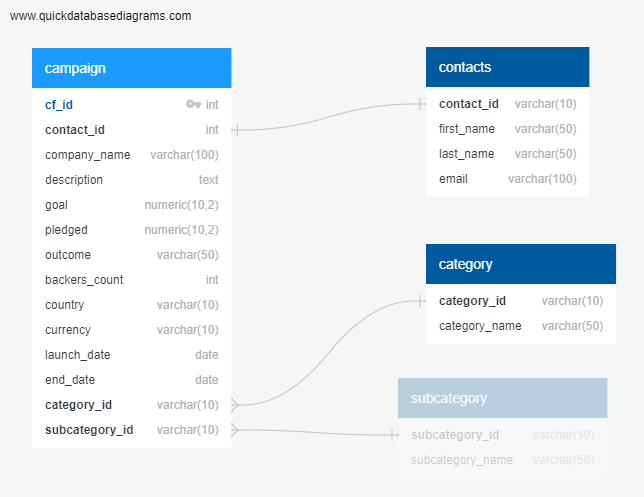 www.quickdatabasediagrams.com
campaign
cf_id int
contact_id int
company_name varchar(100)
description text
goal numeric(10,2)
pledged numeric(10,2)
outcome varchar(50)
backers_count int
country varchar(10)
currency varchar(10)
launch_date date
end_date date
category_id varchar(10)
subcategory_id varchar(10)
contacts
contact_id varchar(10)
first_name varchar(50)
last_name varchar(50)
email varchar(100)
category
category_id varchar(10)
category_name varchar(50)
subcategory
subcategory_id varchar(10)
subcategory_name varchar(50)